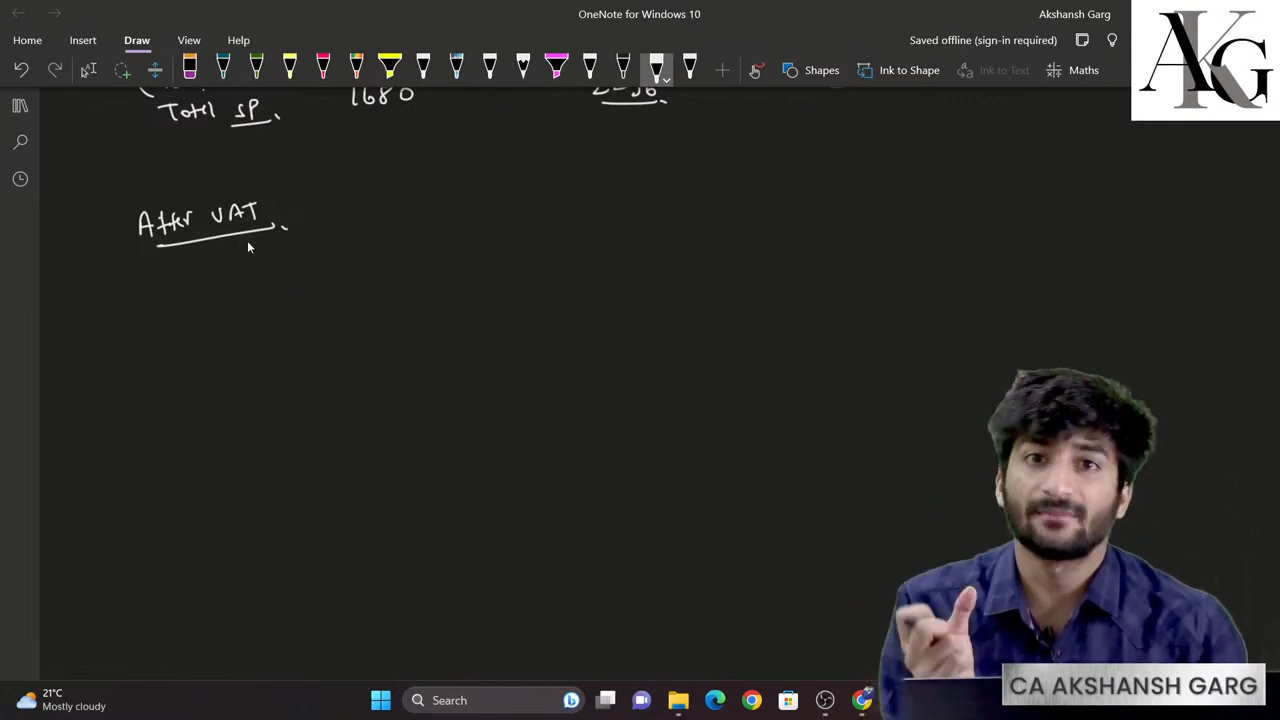 OneNote for Windows 10
Akshansh Garg
Home Insert Draw View Help
Saved offline (sign-in required)
Shapes Ink to Shape Ink to Text Maths
AKG
1680
Total SP.
After VAT.
CA AKSHANSH GARG
21°C
Mostly cloudy
Search